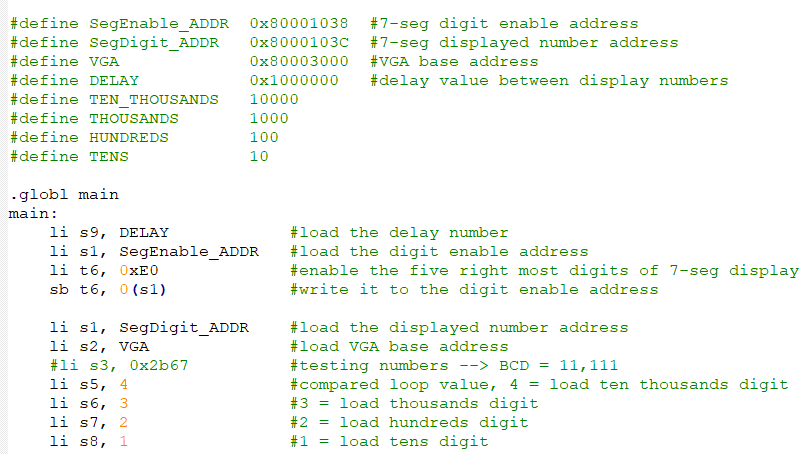 #define SegEnable_ADDR 0x80001038 #7-seg digit enable address
#define SegDigit_ADDR 0x8000103C #7-seg displayed number address
#define VGA 0x80003000 #VGA base address
#define DELAY 0x1000000 #delay value between display numbers
#define TEN_THOUSANDS 10000
#define THOUSANDS 1000
#define HUNDREDS 100
#define TENS 10
.globl main
main:
li s9, DELAY #load the delay number
li s1, SegEnable_ADDR #load the digit enable address
li t6, 0xE0 #enable the five right most digits of 7-seg display
sb t6, 0(s1) #write it to the digit enable address
li s1, SegDigit_ADDR #load the displayed number address
li s2, VGA #load VGA base address
#li s3, 0x2b67 #testing numbers --> BCD = 11,111
li s5, 4 #compared loop value, 4 = load ten thousands digit
li s6, 3 #3 = load thousands digit
li s7, 2 #2 = load hundreds digit
li s8, 1 #1 = load tens digit